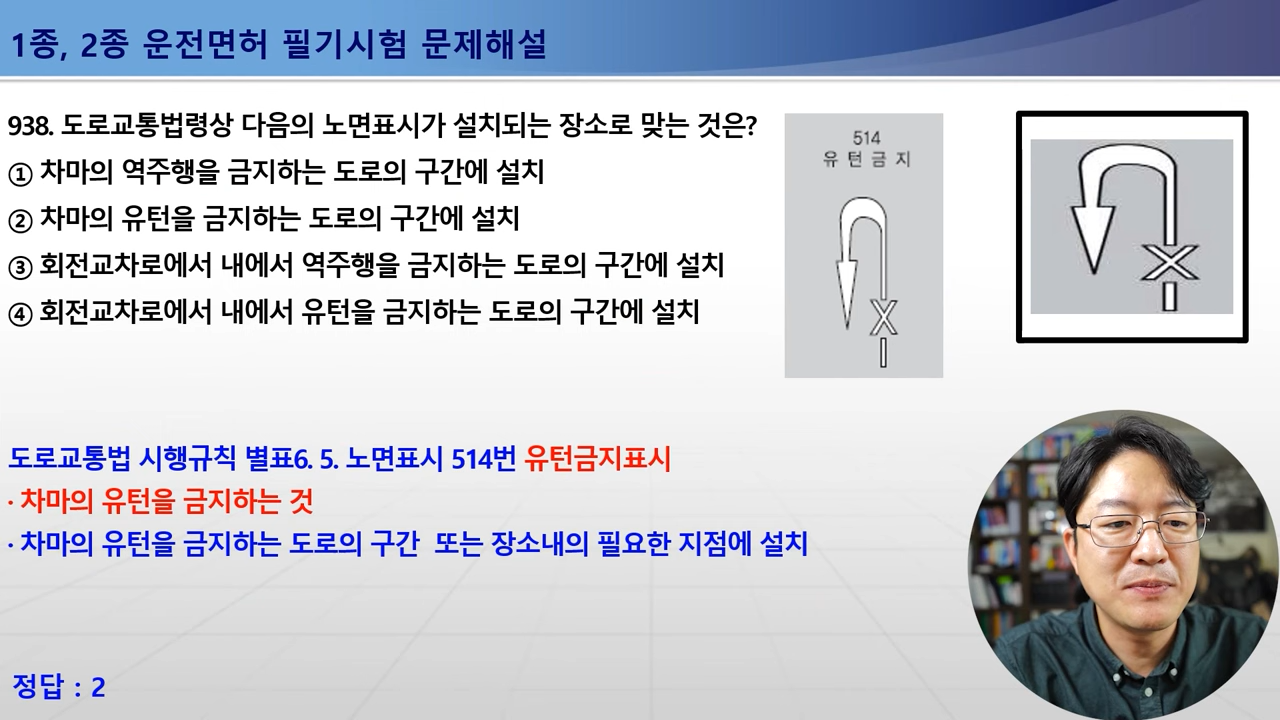 1종, 2종 운전면허 필기시험 문제해설
938. 도로교통법령상 다음의 노면표시가 설치되는 장소로 맞는 것은?
① 차마의 역주행을 금지하는 도로의 구간에 설치
② 차마의 유턴을 금지하는 도로의 구간에 설치
③ 회전교차로에서 내에서 역주행을 금지하는 도로의 구간에 설치
④ 회전교차로에서 내에서 유턴을 금지하는 도로의 구간에 설치
514
유 턴 금 지
도로교통법 시행규칙 별표6. 5. 노면표시 514번 유턴금지표시
· 차마의 유턴을 금지하는 것
· 차마의 유턴을 금지하는 도로의 구간 또는 장소내의 필요한 지점에 설치
정답 : 2